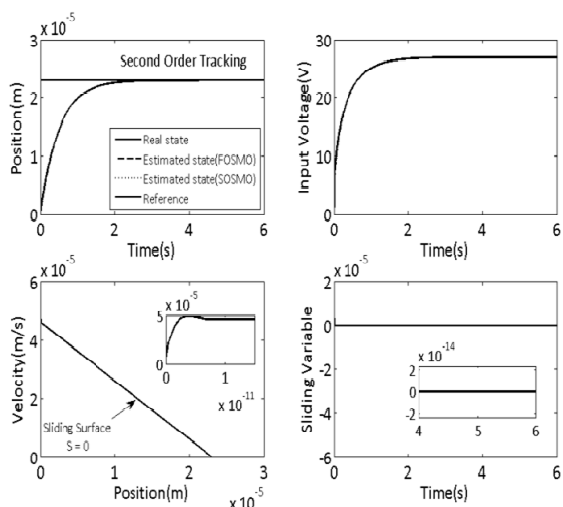 x 10⁻⁵
3
2
1
0
Position(m)
Second Order Tracking
Real state
Estimated state(FOSMO)
Estimated state(SOSMO)
Reference
0 2 4 6
Time(s)
30
20
10
0
Input Voltage(V)
0 2 4 6
Time(s)
x 10⁻⁵
6
4
2
0
Velocity(m/s)
x 10⁻⁵
5
0
0 1
x 10⁻¹¹
Sliding Surface
S = 0
0 1 2 3
Position(m)
x 10⁻⁵
x 10⁻⁵
2
0
-2
-4
-6
Sliding Variable
x 10⁻¹⁴
2
0
-2
4 5 6
0 2 4 6
Time(s)